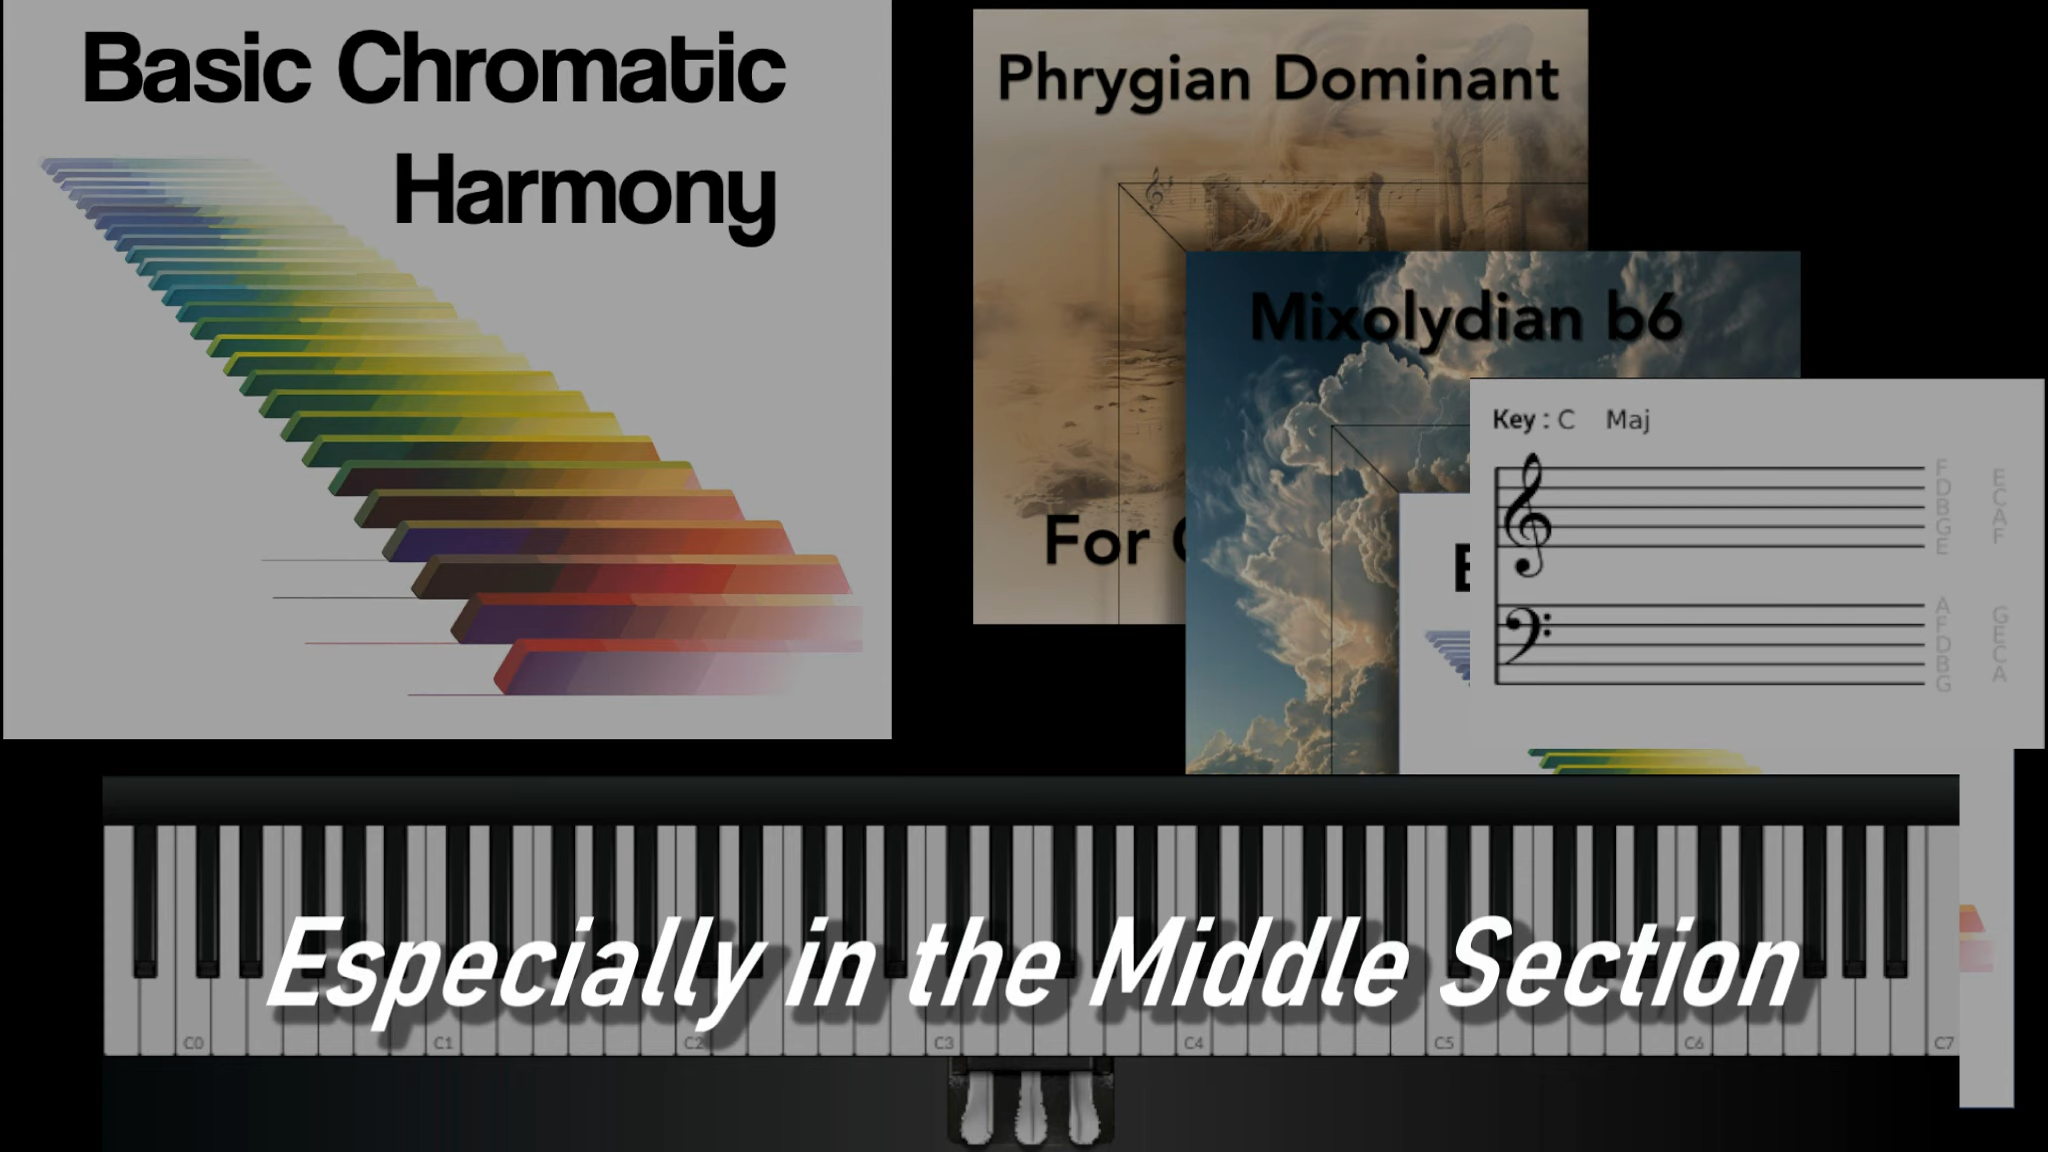 Basic Chromatic
Harmony
Phrygian Dominant
For
Mixolydian b6
Key : C Maj
F
D
B
G
E
E
C
A
F
A
F
D
B
G
G
E
C
A
Especially in the Middle Section
C0 C1 C2 C3 C4 C5 C6 C7